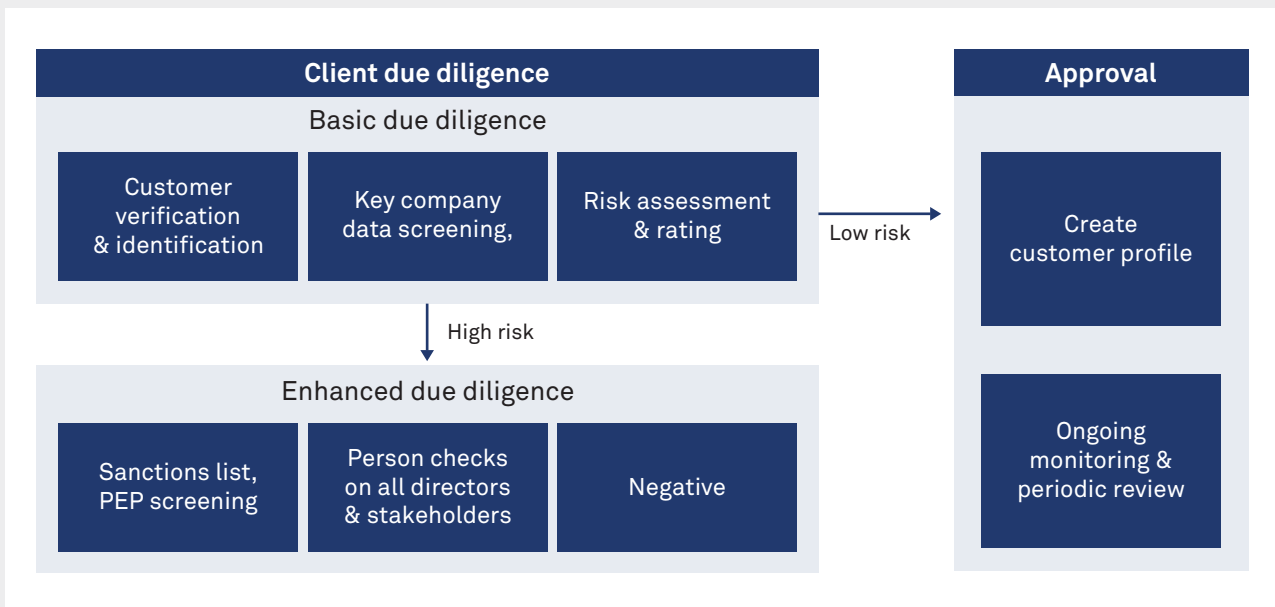 Client due diligence
Basic due diligence
Customer
verification
& identification
Key company
data screening,
Risk assessment
& rating
Low risk
High risk
Enhanced due diligence
Sanctions list,
PEP screening
Person checks
on all directors
& stakeholders
Negative
Approval
Create
customer profile
Ongoing
monitoring &
periodic review